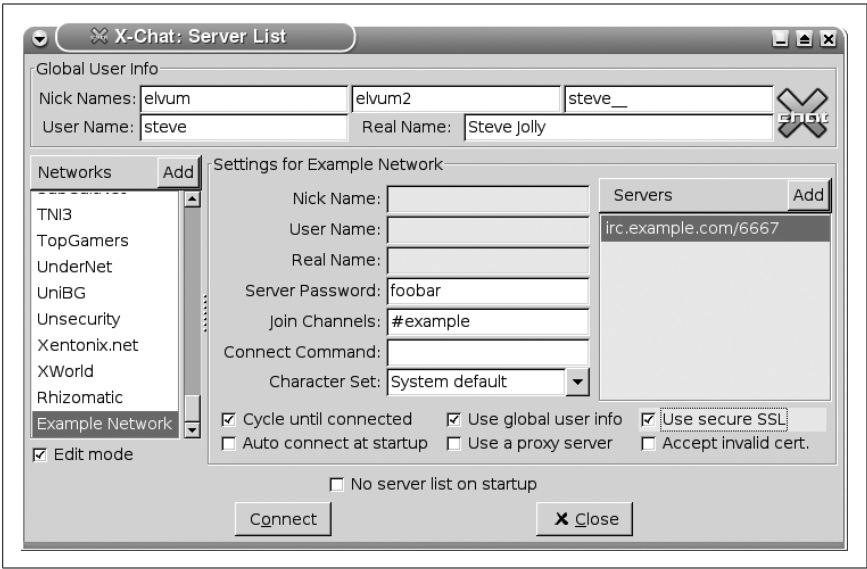 X-Chat: Server List
Global User Info
Nick Names: elvum elvum2 steve__
User Name: steve Real Name: Steve Jolly
chat
Networks Add
Settings for Example Network
TNI3
TopGamers
UnderNet
UniBG
Unsecurity
Xentonix.net
XWorld
Rhizomatic
Example Network
Edit mode
Nick Name:
User Name:
Real Name:
Server Password: foobar
Join Channels: #example
Connect Command:
Character Set: System default
Servers Add
irc.example.com/6667
Cycle until connected Use global user info Use secure SSL
Auto connect at startup Use a proxy server Accept invalid cert.
No server list on startup
Connect Close